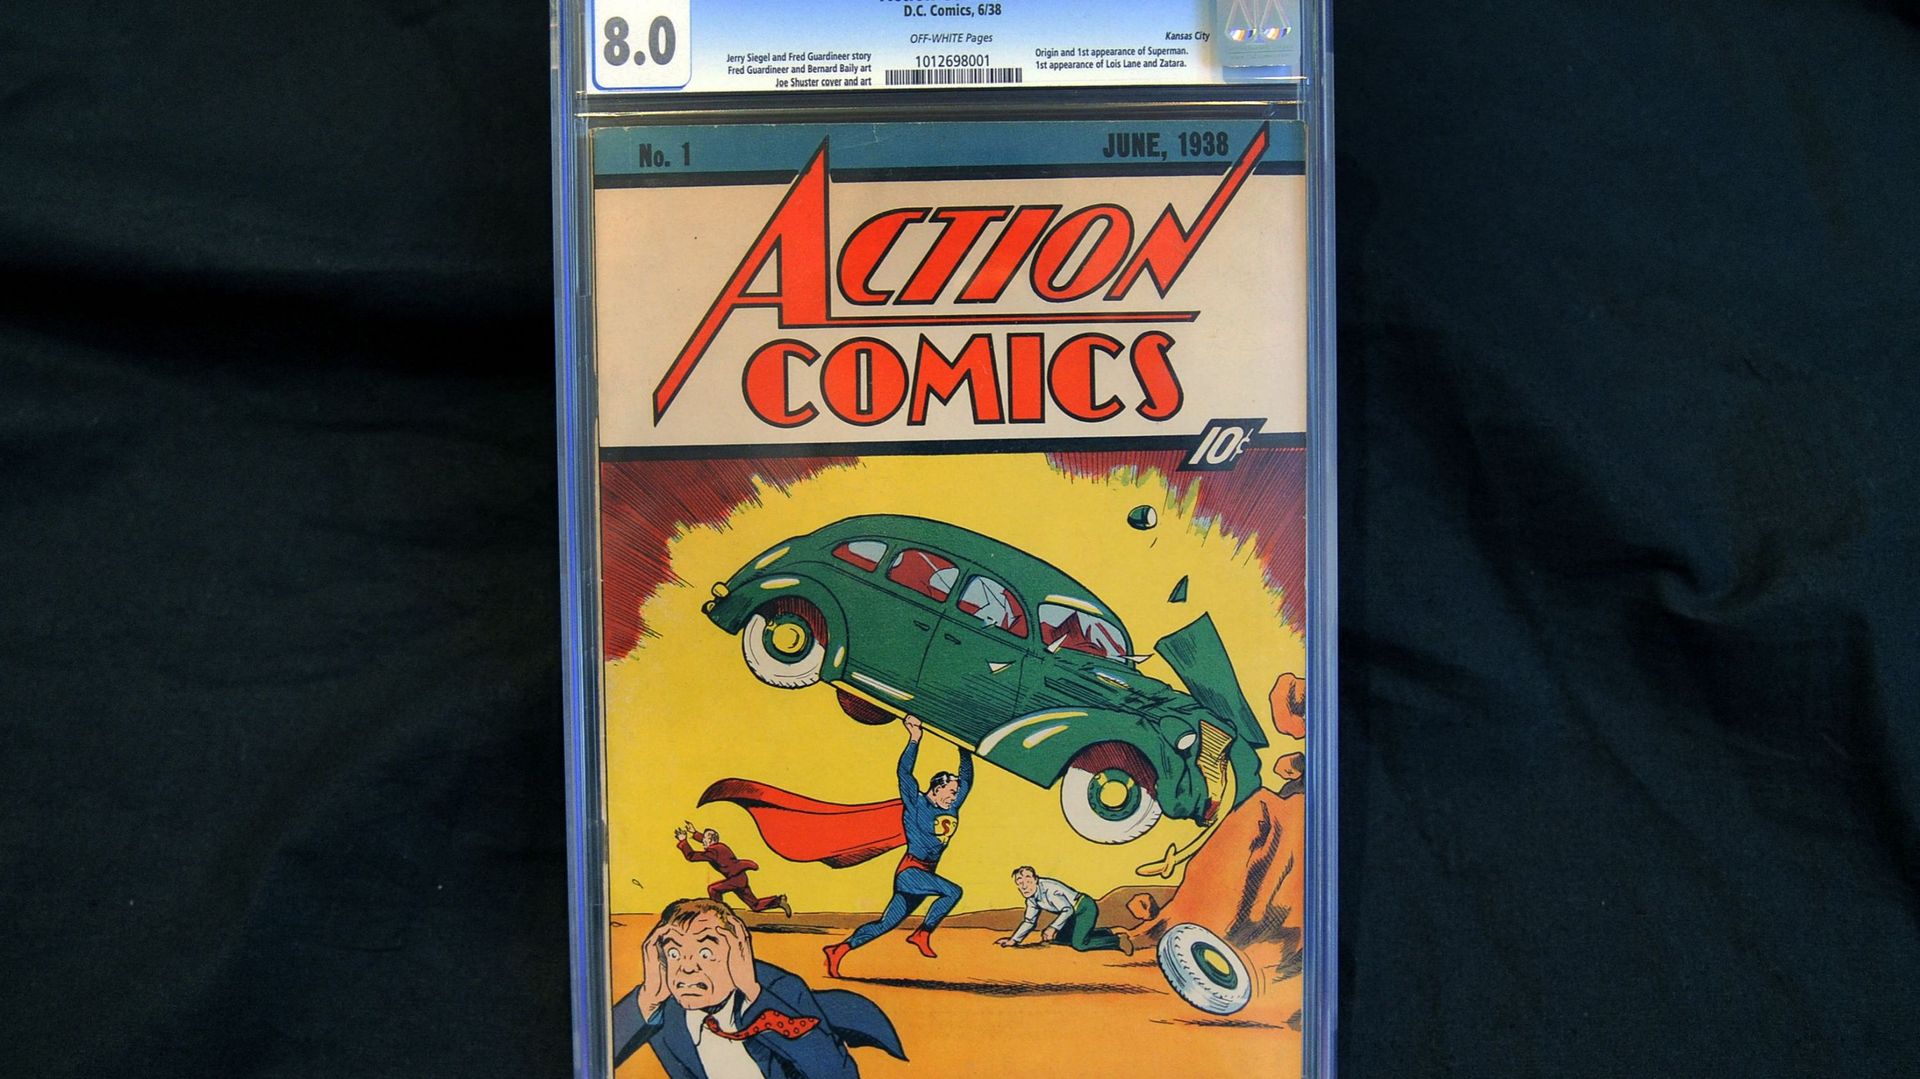 D.C. Comics, 6/38
8.0
OFF-WHITE Pages
Kansas City
Jerry Siegel and Fred Guardineer story
Fred Guardineer and Bernard Baily art
Joe Shuster cover and art
1012698001
Origin and 1st appearance of Superman.
1st appearance of Lois Lane and Zatara.
No. 1
JUNE, 1938
ACTION
COMICS
10¢
S